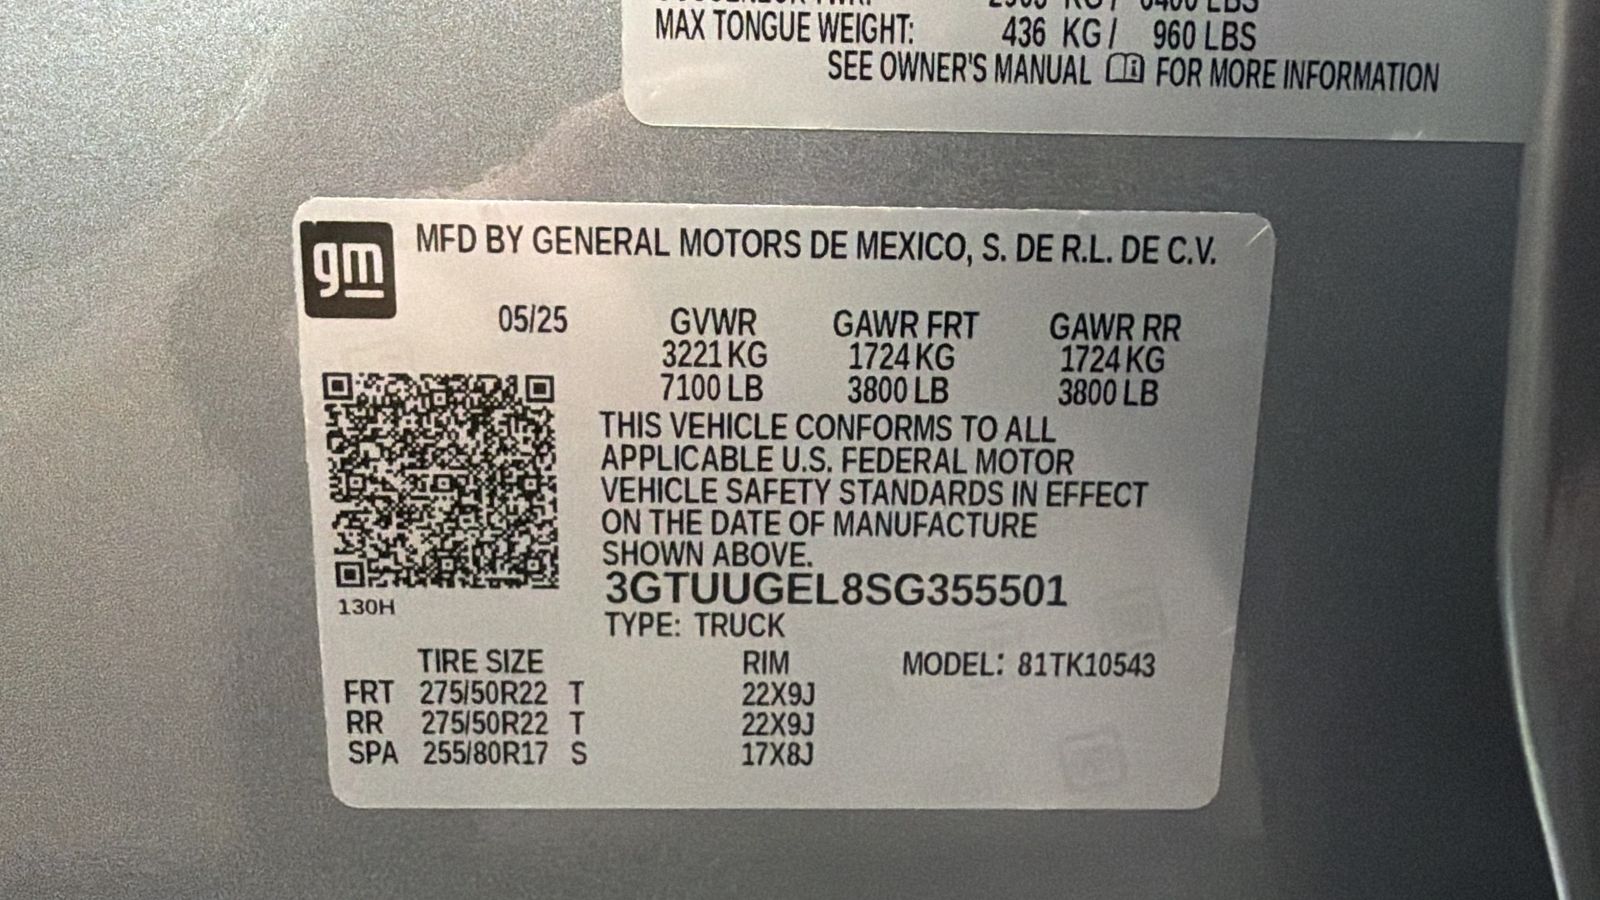 MAX TONGUE WEIGHT: 436 KG / 960 LBS
SEE OWNER'S MANUAL FOR MORE INFORMATION
gm
MFD BY GENERAL MOTORS DE MEXICO, S. DE R.L. DE C.V.
05/25 GVWR GAWR FRT GAWR RR
3221 KG 1724 KG 1724 KG
7100 LB 3800 LB 3800 LB
THIS VEHICLE CONFORMS TO ALL
APPLICABLE U.S. FEDERAL MOTOR
VEHICLE SAFETY STANDARDS IN EFFECT
ON THE DATE OF MANUFACTURE
SHOWN ABOVE.
3GTUUGEL8SG355501
130H
TYPE: TRUCK
TIRE SIZE RIM MODEL: 81TK10543
FRT 275/50R22 T 22X9J
RR 275/50R22 T 22X9J
SPA 255/80R17 S 17X8J